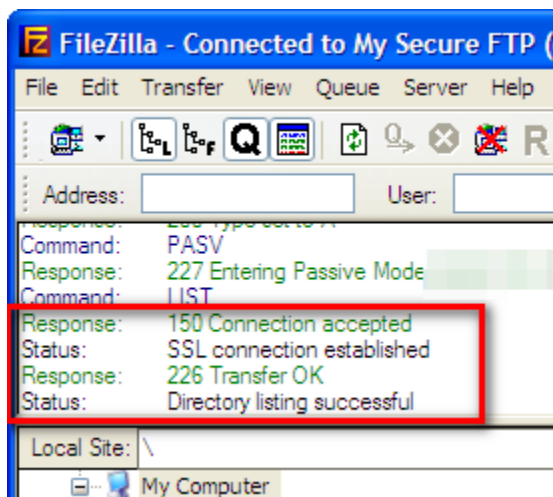 FileZilla - Connected to My Secure FTP (
File Edit Transfer View Queue Server Help
L F Q R
Address: User:
Command: PASV
Response: 227 Entering Passive Mode
Command: LIST
Response: 150 Connection accepted
Status: SSL connection established
Response: 226 Transfer OK
Status: Directory listing successful
Local Site: \
My Computer